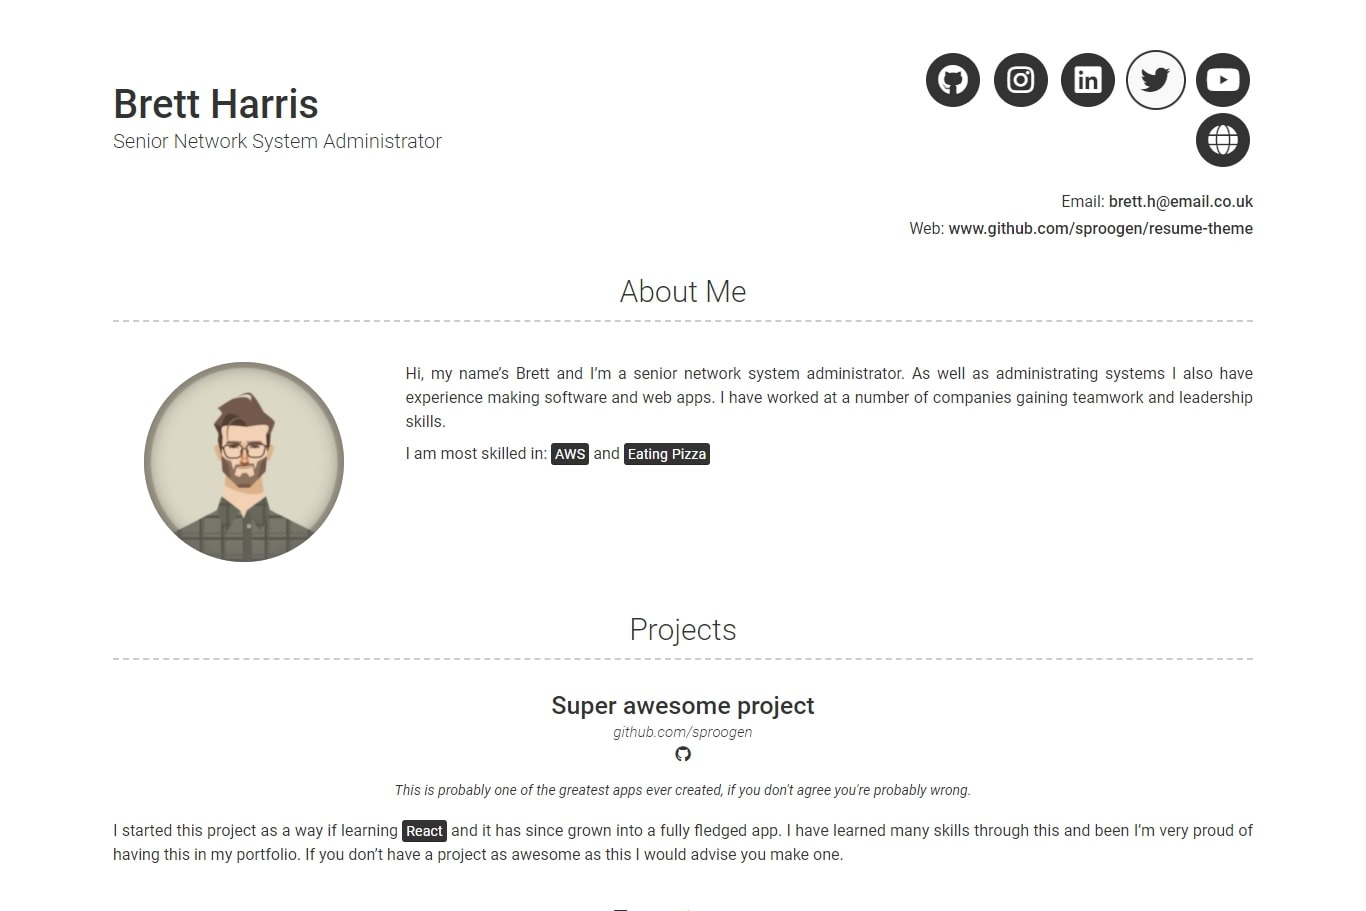 Brett Harris
Senior Network System Administrator
Email: brett.h@email.co.uk
Web: www.github.com/sproogen/resume-theme
About Me
Hi, my name’s Brett and I’m a senior network system administrator. As well as administrating systems I also have
experience making software and web apps. I have worked at a number of companies gaining teamwork and leadership
skills.
I am most skilled in: AWS and Eating Pizza
Projects
Super awesome project
github.com/sproogen
This is probably one of the greatest apps ever created, if you don't agree you're probably wrong.
I started this project as a way if learning React and it has since grown into a fully fledged app. I have learned many skills through this and been I’m very proud of
having this in my portfolio. If you don’t have a project as awesome as this I would advise you make one.